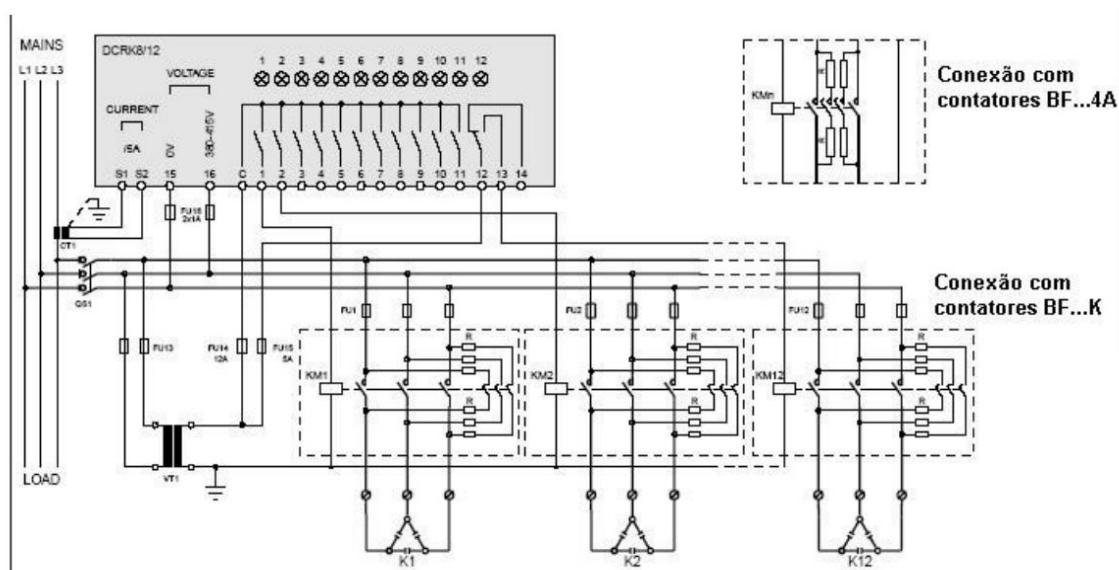 MAINS
L1 L2 L3
DCRK8/12
VOLTAGE
CURRENT
/5A
0V
380-415V
1 2 3 4 5 6 7 8 9 10 11 12
S1 S2 15 16 C 1 2 3 4 5 6 7 8 9 10 11 12 13 14
KMn
R
R
Conexão com
contatores BF...4A
CT1
2x1A
QS1
Conexão com
contatores BF...K
FU1
FU2
FU12
FU13
FU14
12A
FU15
5A
KM1
R
R
KM2
R
R
KM12
R
R
LOAD
VT1
K1
K2
K12